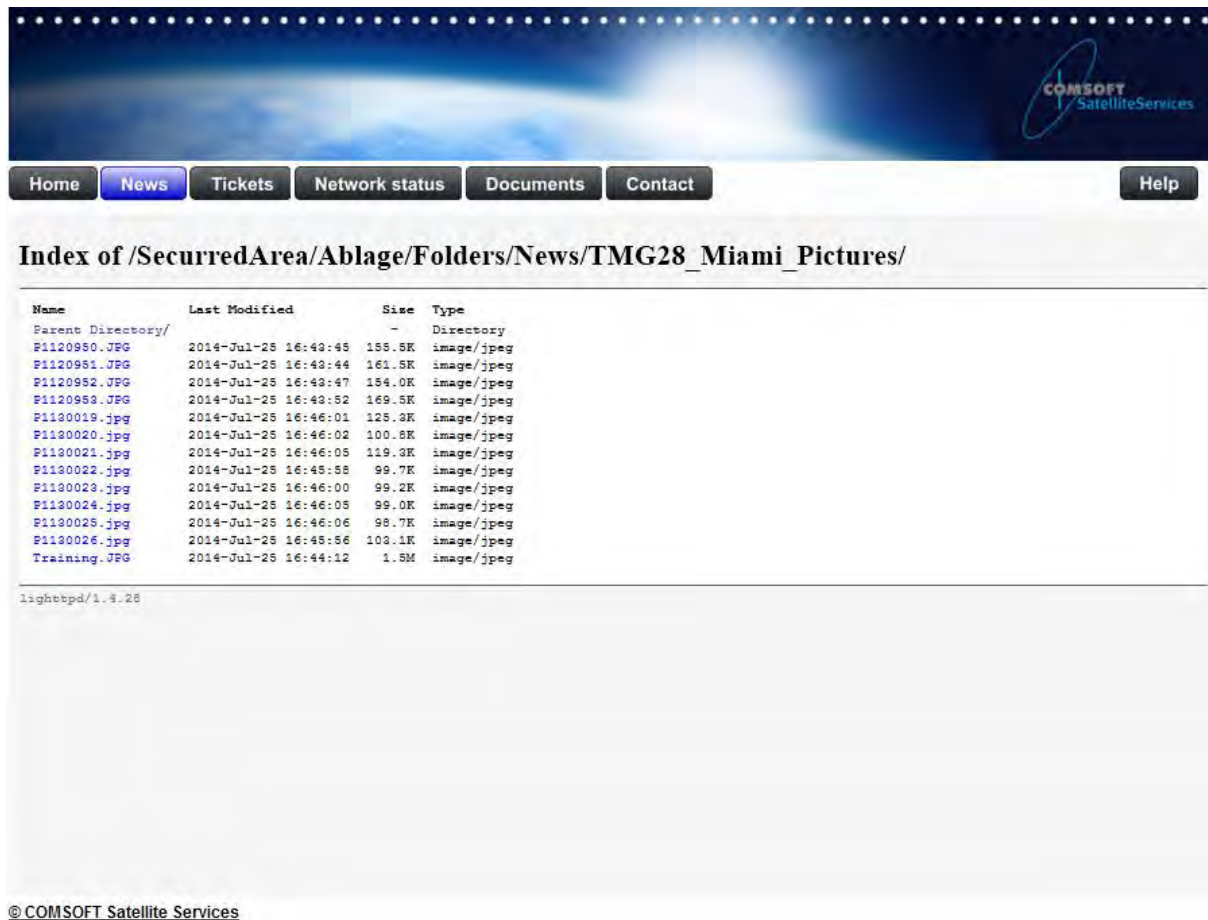 COMSOFT
SatelliteServices
Home News Tickets Network status Documents Contact Help
Index of /SecurredArea/Ablage/Folders/News/TMG28_Miami_Pictures/
Name Last Modified Size Type
Parent Directory/ - Directory
P1120950.JPG 2014-Jul-25 16:43:45 155.5K image/jpeg
P1120951.JPG 2014-Jul-25 16:43:44 161.5K image/jpeg
P1120952.JPG 2014-Jul-25 16:43:47 154.0K image/jpeg
P1120953.JPG 2014-Jul-25 16:43:52 169.5K image/jpeg
P1130019.jpg 2014-Jul-25 16:46:01 125.3K image/jpeg
P1130020.jpg 2014-Jul-25 16:46:02 100.8K image/jpeg
P1130021.jpg 2014-Jul-25 16:46:05 119.3K image/jpeg
P1130022.jpg 2014-Jul-25 16:45:58 99.7K image/jpeg
P1130023.jpg 2014-Jul-25 16:46:00 99.2K image/jpeg
P1130024.jpg 2014-Jul-25 16:46:05 99.0K image/jpeg
P1130025.jpg 2014-Jul-25 16:46:06 98.7K image/jpeg
P1130026.jpg 2014-Jul-25 16:45:56 103.1K image/jpeg
Training.JPG 2014-Jul-25 16:44:12 1.5M image/jpeg
lighttpd/1.4.28
© COMSOFT Satellite Services